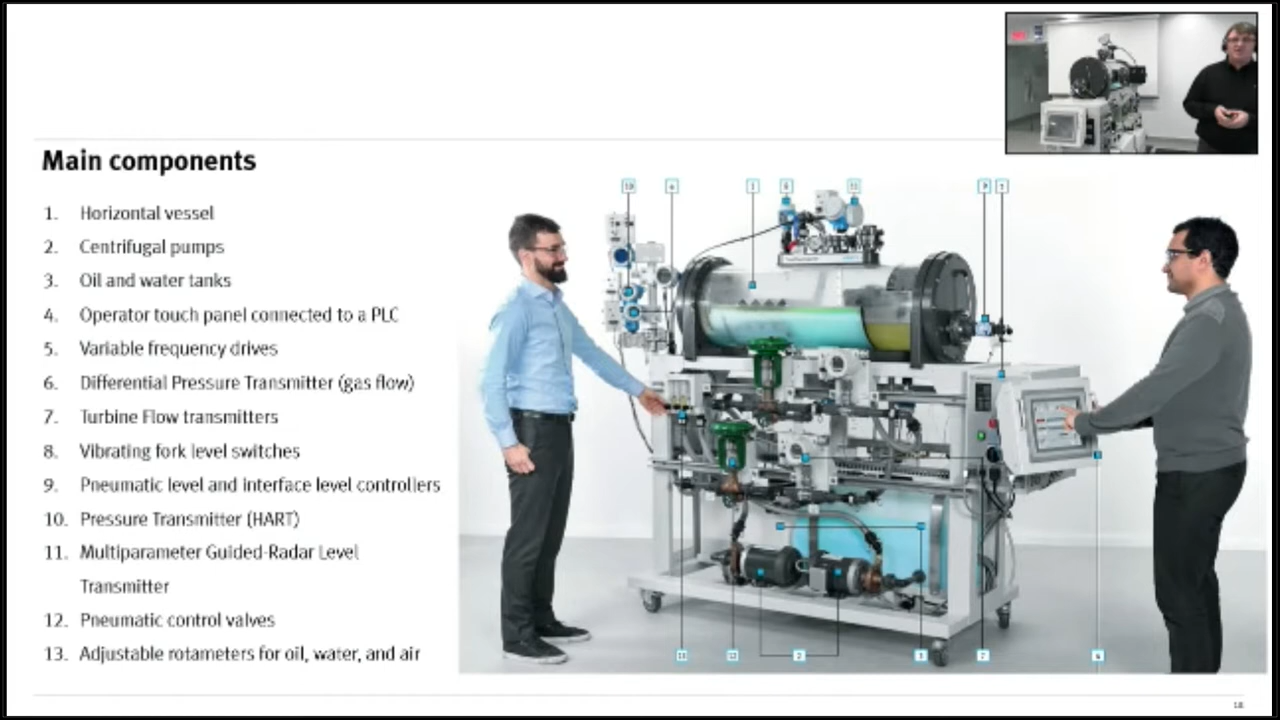 Main components
1. Horizontal vessel
2. Centrifugal pumps
3. Oil and water tanks
4. Operator touch panel connected to a PLC
5. Variable frequency drives
6. Differential Pressure Transmitter (gas flow)
7. Turbine Flow transmitters
8. Vibrating fork level switches
9. Pneumatic level and interface level controllers
10. Pressure Transmitter (HART)
11. Multiparameter Guided-Radar Level
Transmitter
12. Pneumatic control valves
13. Adjustable rotameters for oil, water, and air
18